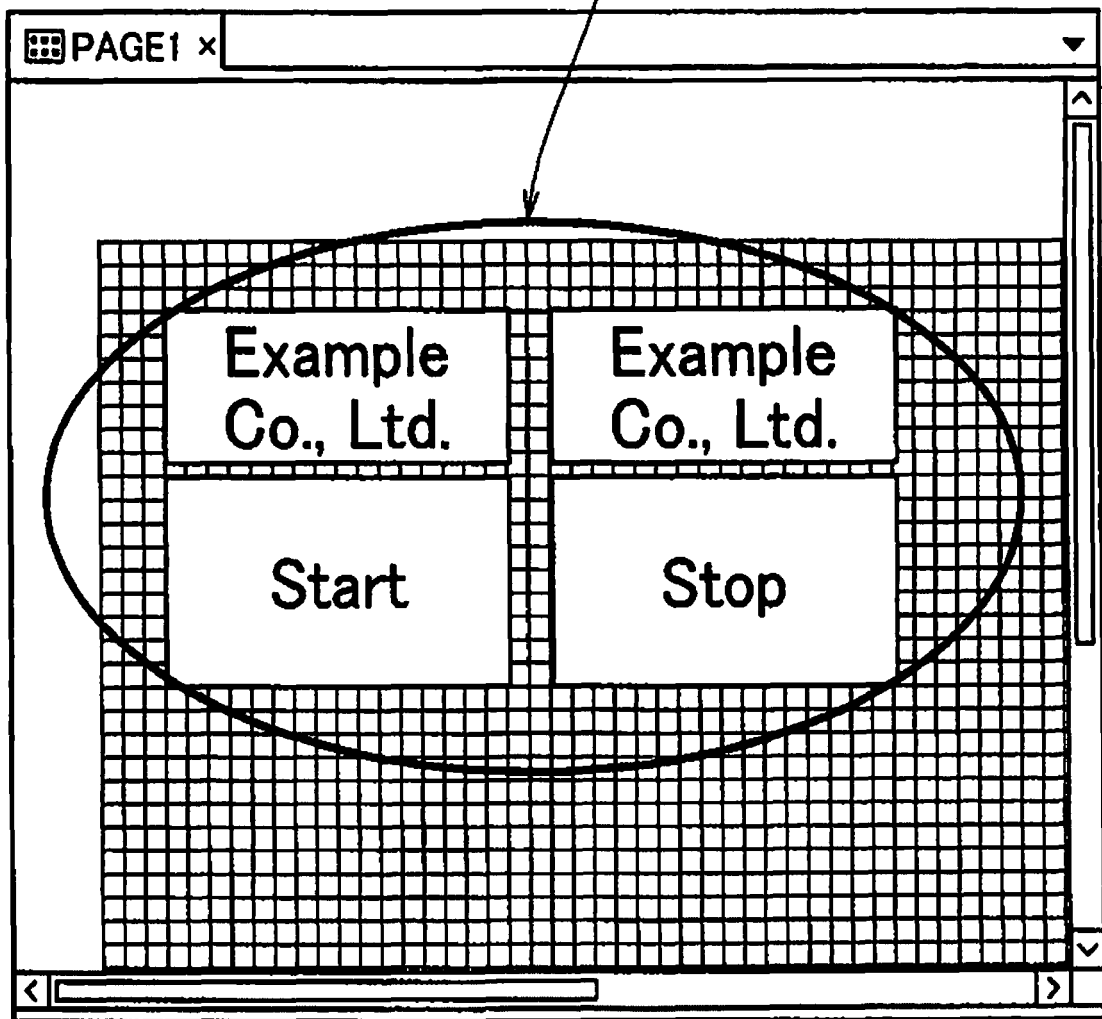 PAGE1 ×
Example
Co., Ltd.
Example
Co., Ltd.
Start
Stop